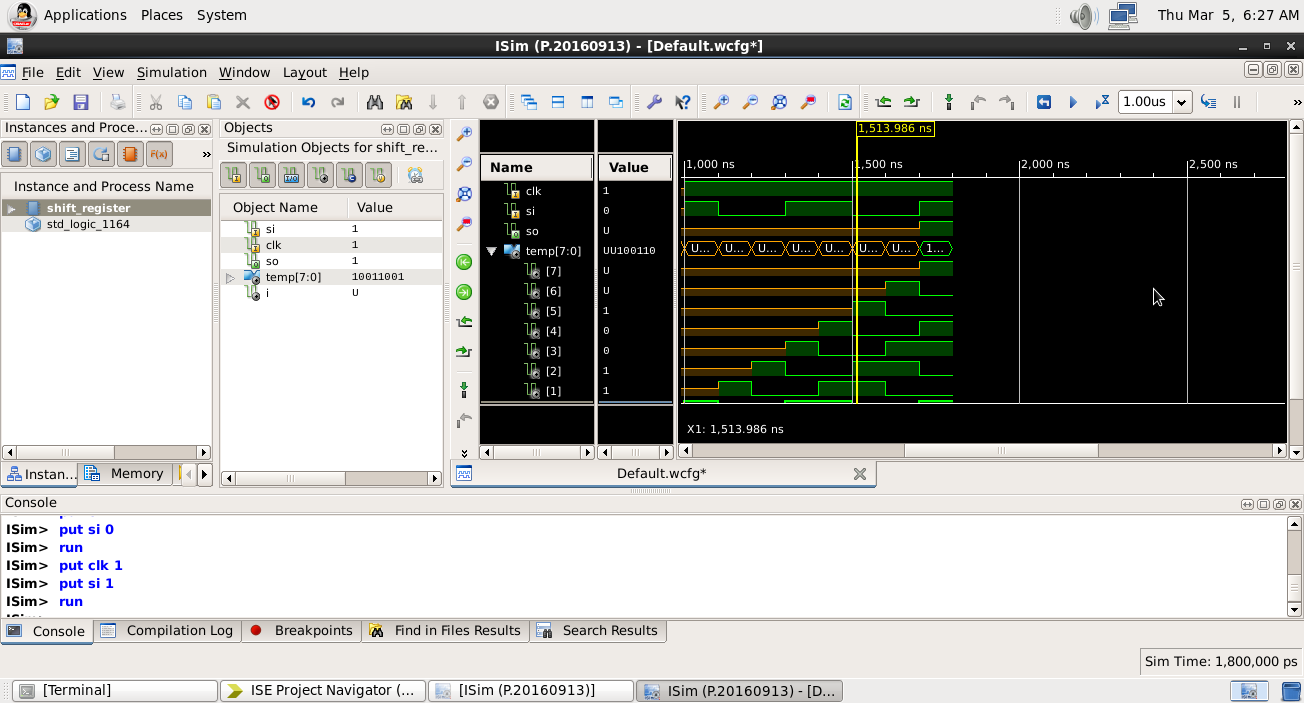 Applications Places System
Thu Mar 5, 6:27 AM
ISim (P.20160913) - [Default.wcfg*]
File Edit View Simulation Window Layout Help
1.00us
»
Instances and Proce...
»
Instance and Process Name
shift_register
std_logic_1164
Instan...
Memory
Objects
Simulation Objects for shift_re...
Object Name Value
si 1
clk 1
so 1
temp[7:0] 10011001
i U
Name Value
clk 1
si 0
so U
temp[7:0] UU100110
[7] U
[6] U
[5] 1
[4] 0
[3] 0
[2] 1
[1] 1
1,513.986 ns
1,000 ns 1,500 ns 2,000 ns 2,500 ns
U... U... U... U... U... U... U... 1...
X1: 1,513.986 ns
Default.wcfg*
Console
ISim> put si 0
ISim> run
ISim> put clk 1
ISim> put si 1
ISim> run
Console Compilation Log Breakpoints Find in Files Results Search Results
Sim Time: 1,800,000 ps
[Terminal] ISE Project Navigator (... [ISim (P.20160913)] ISim (P.20160913) - [D...